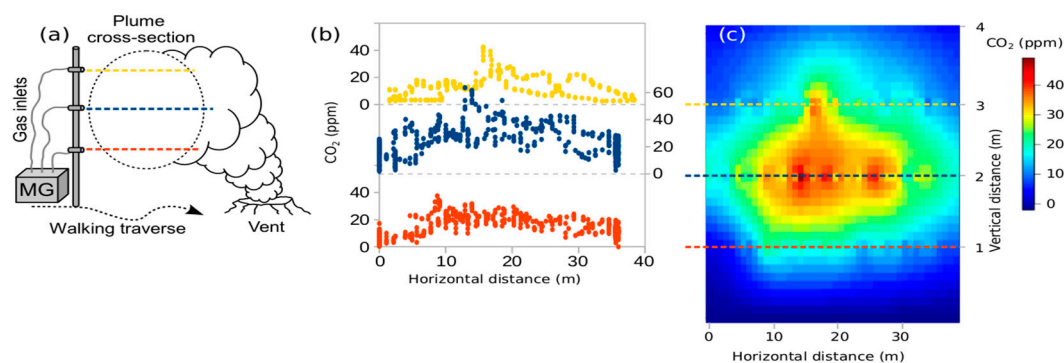 (a)
Plume
cross-section
Gas inlets
MG
Walking traverse
Vent
(b)
CO2 (ppm)
40
20
0
60
40
20
0
40
20
0
0 10 20 30 40
Horizontal distance (m)
(c)
4
3
2
1
Vertical distance (m)
0 10 20 30
Horizontal distance (m)
CO2 (ppm)
40
30
20
10
0